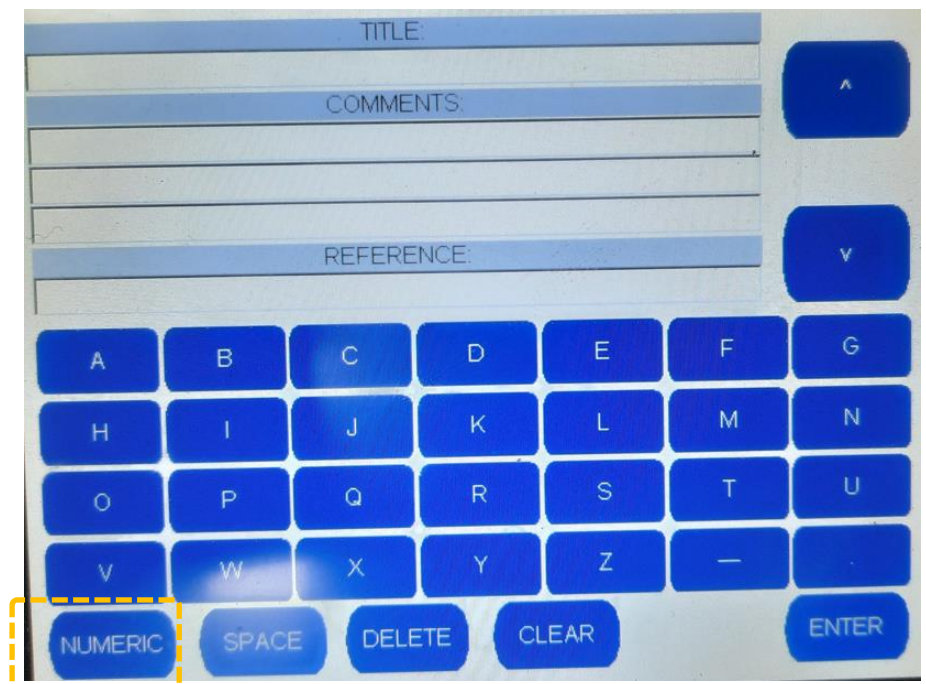 TITLE:
^
COMMENTS:
REFERENCE:
v
A B C D E F G
H I J K L M N
O P Q R S T U
V W X Y Z — .
NUMERIC SPACE DELETE CLEAR ENTER